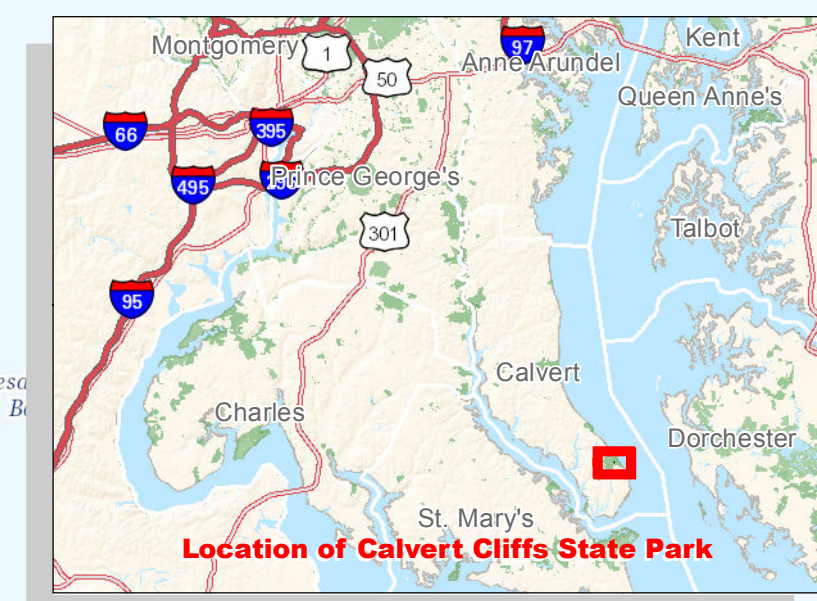 Montgomery
1
97
Kent
50
Anne Arundel
Queen Anne's
66
395
495
Prince George's
Talbot
301
95
Calvert
Charles
Dorchester
St. Mary's
Location of Calvert Cliffs State Park